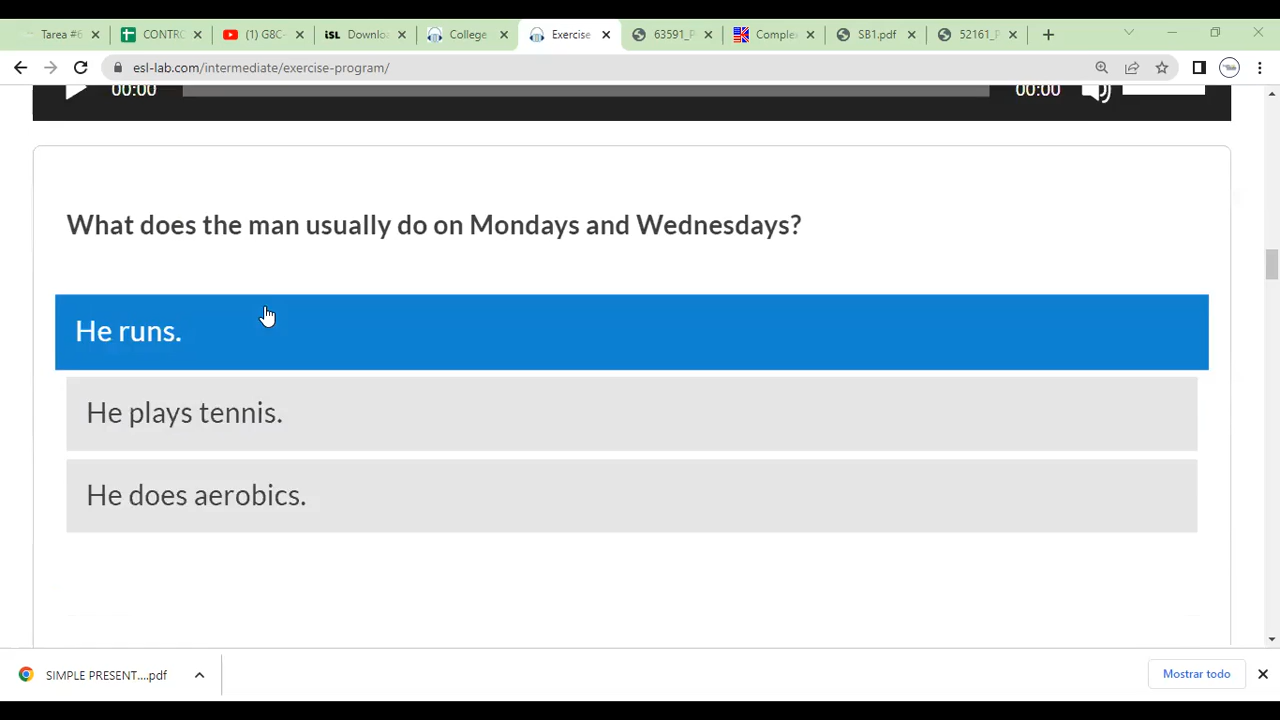 Tarea #6
CONTRO
(1) G8C-
iSL Downlo
College
Exercise
63591_P
Complet
SB1.pdf
52161_P
esl-lab.com/intermediate/exercise-program/
00:00
00:00
What does the man usually do on Mondays and Wednesdays?
He runs.
He plays tennis.
He does aerobics.
SIMPLE PRESENT....pdf
Mostrar todo